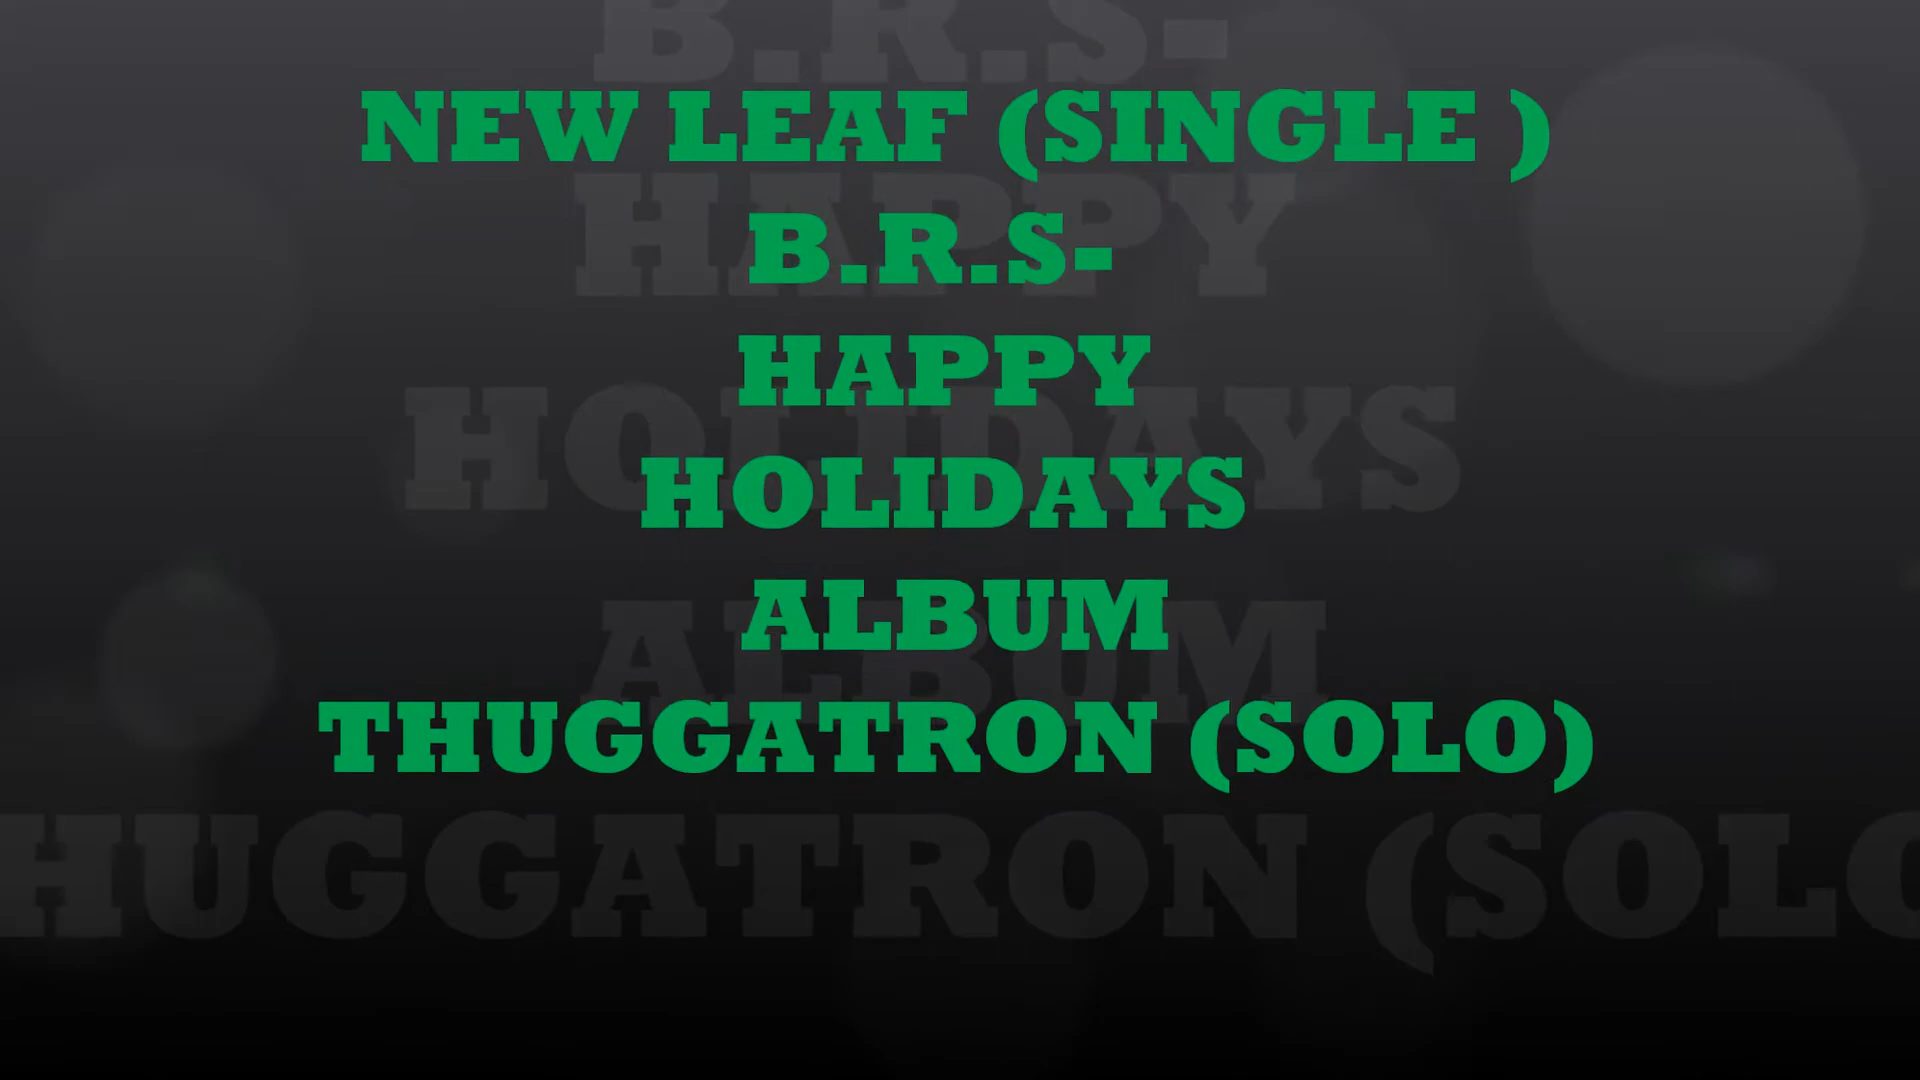 NEW LEAF (SINGLE )
B.R.S-
HAPPY
HOLIDAYS
ALBUM
THUGGATRON (SOLO)